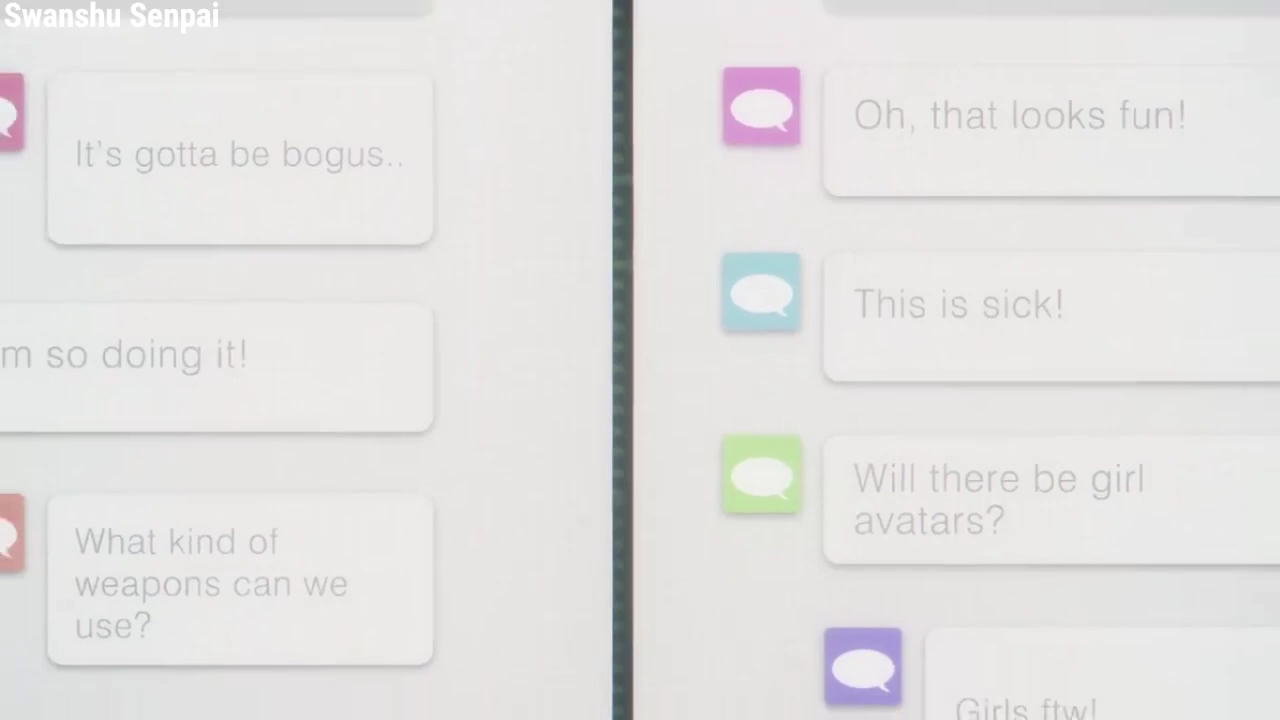 Swanshu Senpai
It's gotta be bogus..
m so doing it!
What kind of
weapons can we
use?
Oh, that looks fun!
This is sick!
Will there be girl
avatars?
Girls ftw!